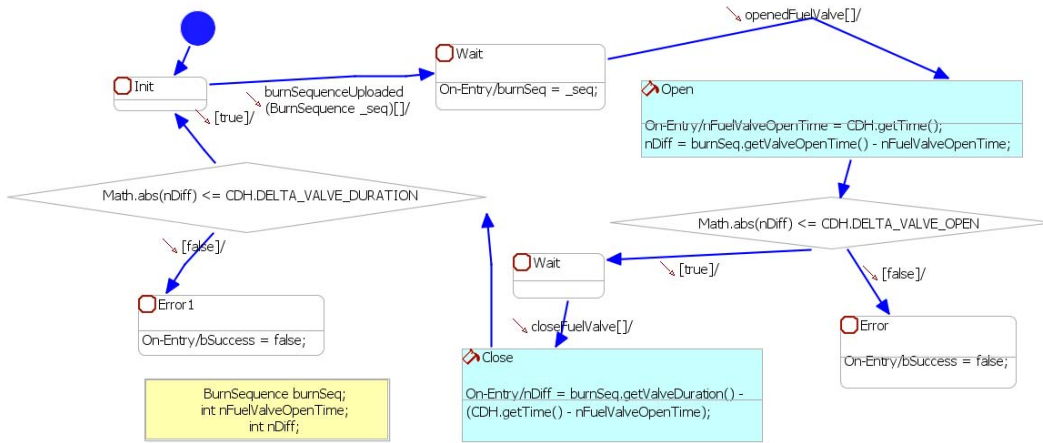 openedFuelValve[]/
Wait
On-Entry/burnSeq = _seq;
Init
burnSequenceUploaded
(BurnSequence _seq)[]/
Open
On-Entry/nFuelValveOpenTime = CDH.getTime();
nDiff = burnSeq.getValveOpenTime() - nFuelValveOpenTime;
[true]/
Math.abs(nDiff) <= CDH.DELTA_VALVE_DURATION
Math.abs(nDiff) <= CDH.DELTA_VALVE_OPEN
[false]/
Wait
[true]/
[false]/
Error1
On-Entry/bSuccess = false;
closeFuelValve[]/
Error
On-Entry/bSuccess = false;
Close
On-Entry/nDiff = burnSeq.getValveDuration() -
(CDH.getTime() - nFuelValveOpenTime);
BurnSequence burnSeq;
int nFuelValveOpenTime;
int nDiff;